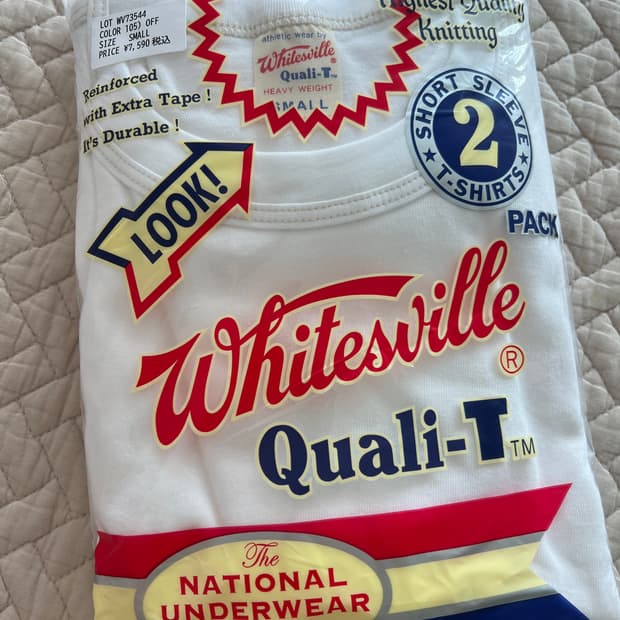 LOT WV73544
COLOR 105) OFF
SIZE SMALL
PRICE ¥7,590 税込
Highest Quality
Knitting
athletic wear by
Whitesville
Quali-T™
HEAVY WEIGHT
SMALL
Reinforced
with Extra Tape!
It's Durable!
SHORT SLEEVE
2
★ T-SHIRTS ★
PACK
LOOK!
Whitesville®
Quali-T™
The
NATIONAL
UNDERWEAR